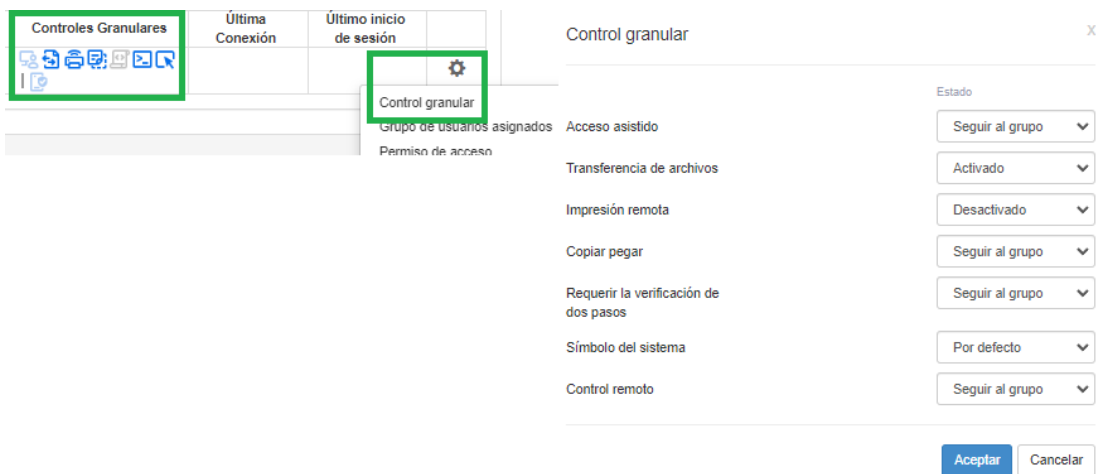 Controles Granulares
Última
Conexión
Último inicio
de sesión
Control granular
Grupo de usuarios asignados
Permiso de acceso
Control granular
X
Estado
Acceso asistido
Seguir al grupo
Transferencia de archivos
Activado
Impresión remota
Desactivado
Copiar pegar
Seguir al grupo
Requerir la verificación de
dos pasos
Seguir al grupo
Símbolo del sistema
Por defecto
Control remoto
Seguir al grupo
Aceptar
Cancelar